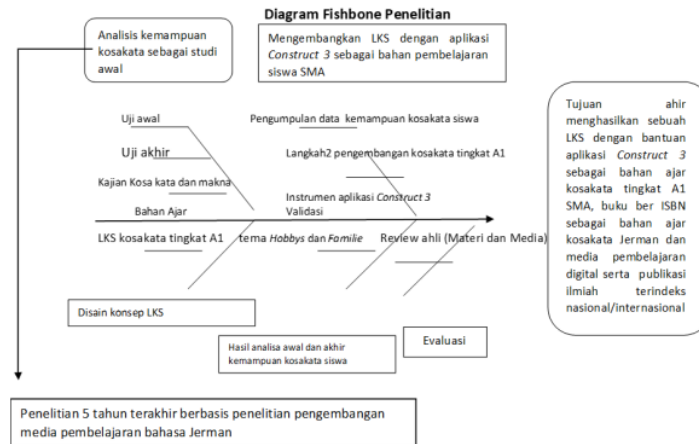 Diagram Fishbone Penelitian
Analisis kemampuan
kosakata sebagai studi
awal
Mengembangkan LKS dengan aplikasi
Construct 3 sebagai bahan pembelajaran
siswa SMA
Uji awal
Pengumpulan data kemampuan kosakata siswa
Uji akhir
Langkah2 pengembangan kosakata tingkat A1
Kajian Kosa kata dan makna
Instrumen aplikasi Construct 3
Bahan Ajar
Validasi
LKS kosakata tingkat A1
tema Hobbys dan Familie
Review ahli (Materi dan Media)
Tujuan ahir
menghasilkan sebuah
LKS dengan bantuan
aplikasi Construct 3
sebagai bahan ajar
kosakata tingkat A1
SMA, buku ber ISBN
sebagai bahan ajar
kosakata Jerman dan
media pembelajaran
digital serta publikasi
ilmiah terindeks
nasional/internasional
Disain konsep LKS
Hasil analisa awal dan akhir
kemampuan kosakata siswa
Evaluasi
Penelitian 5 tahun terakhir berbasis penelitian pengembangan
media pembelajaran bahasa Jerman